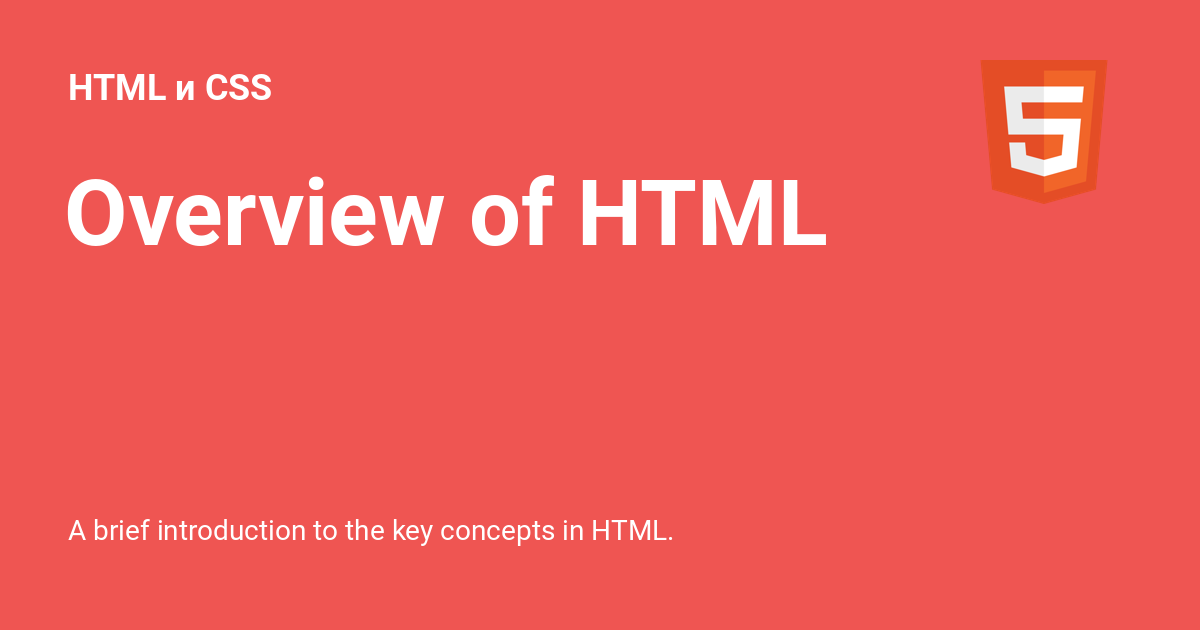 HTML и CSS
5
Overview of HTML
A brief introduction to the key concepts in HTML.